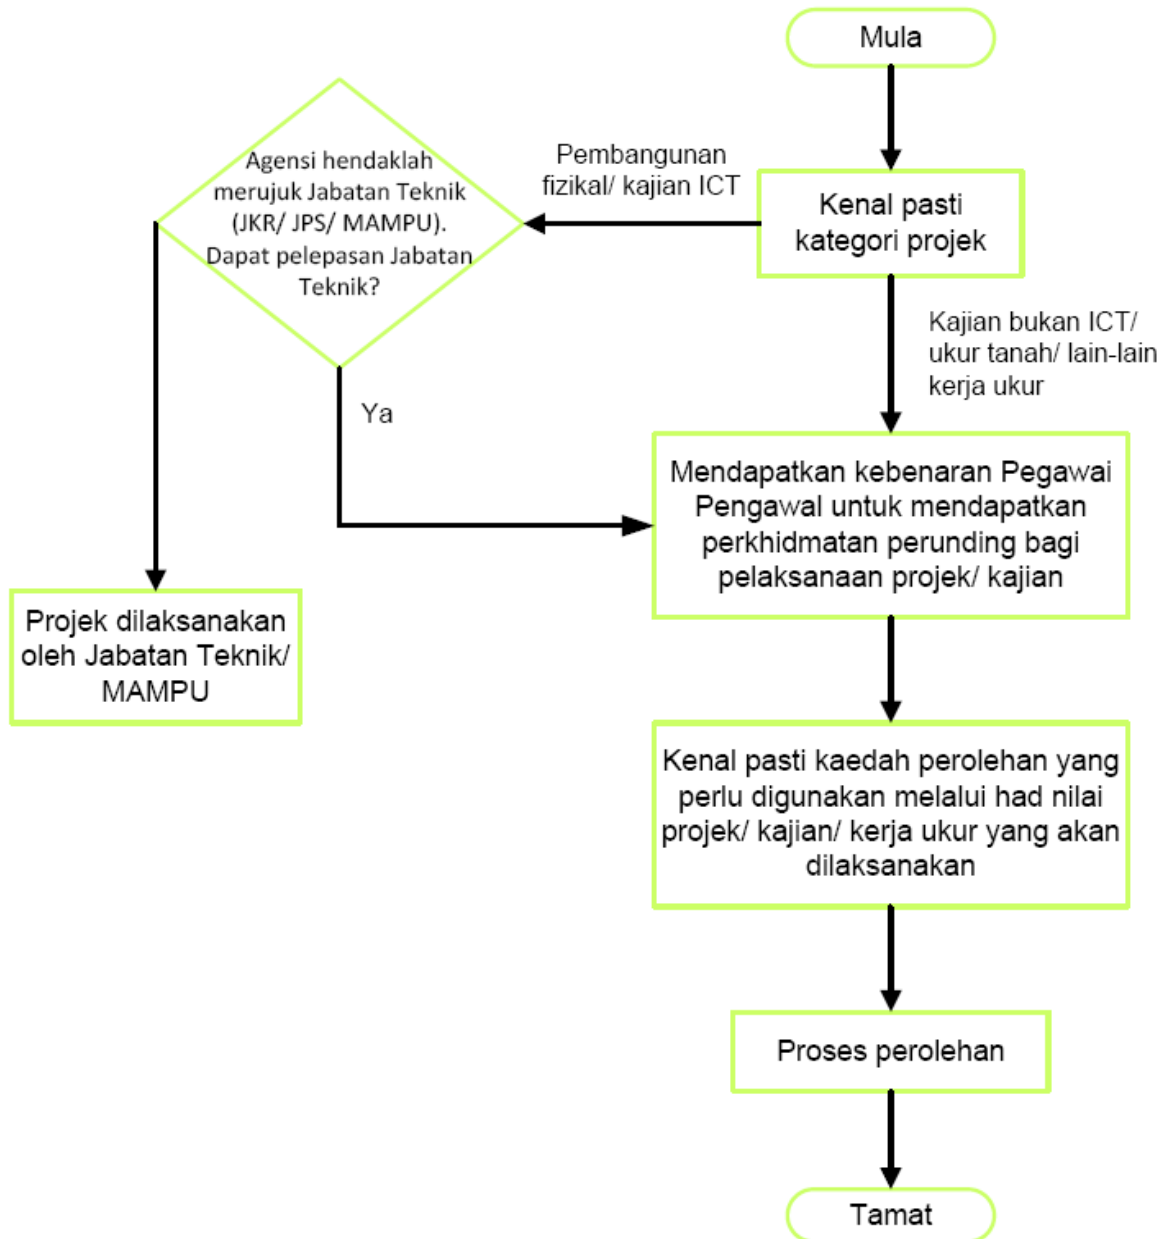 Mula
Pembangunan
fizikal/ kajian ICT
Kenal pasti
kategori projek
Agensi hendaklah
merujuk Jabatan Teknik
(JKR/ JPS/ MAMPU).
Dapat pelepasan Jabatan
Teknik?
Kajian bukan ICT/
ukur tanah/ lain-lain
kerja ukur
Ya
Mendapatkan kebenaran Pegawai
Pengawal untuk mendapatkan
perkhidmatan perunding bagi
pelaksanaan projek/ kajian
Projek dilaksanakan
oleh Jabatan Teknik/
MAMPU
Kenal pasti kaedah perolehan yang
perlu digunakan melalui had nilai
projek/ kajian/ kerja ukur yang akan
dilaksanakan
Proses perolehan
Tamat